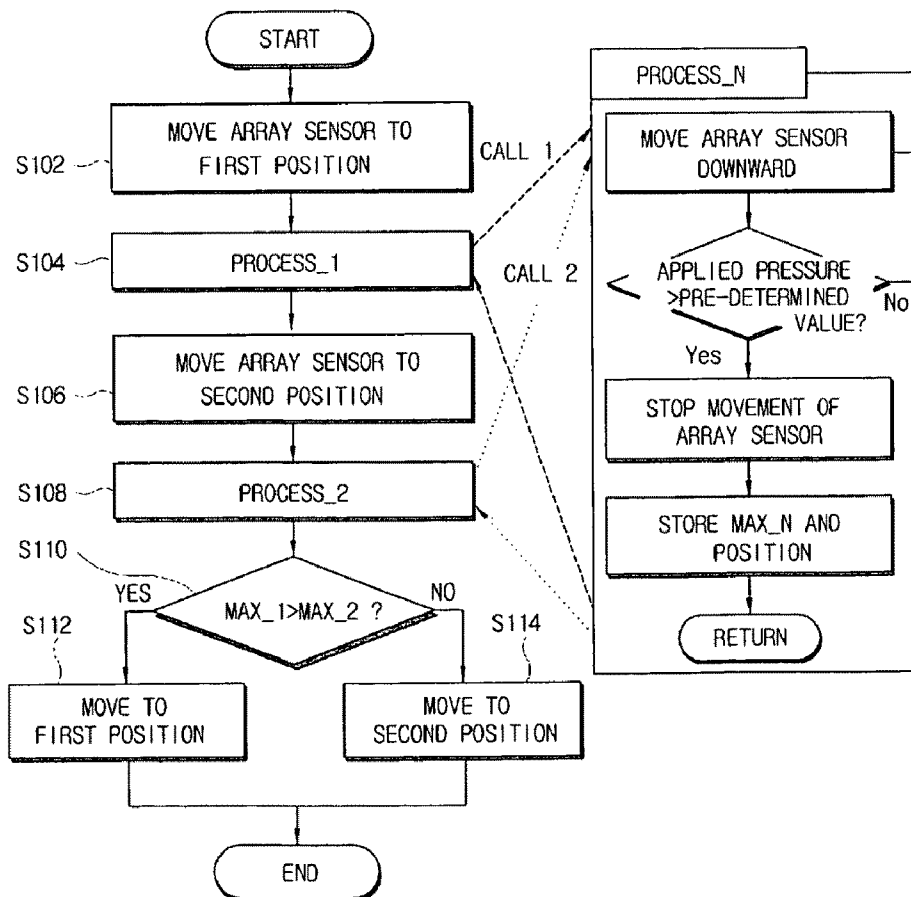 START
MOVE ARRAY SENSOR TO
FIRST POSITION
S102
PROCESS_1
S104
MOVE ARRAY SENSOR TO
SECOND POSITION
S106
PROCESS_2
S108
S110
YES
MAX_1>MAX_2 ?
NO
S112
S114
MOVE TO
FIRST POSITION
MOVE TO
SECOND POSITION
END
CALL 1
CALL 2
PROCESS_N
MOVE ARRAY SENSOR
DOWNWARD
APPLIED PRESSURE
>PRE-DETERMINED
VALUE?
No
Yes
STOP MOVEMENT OF
ARRAY SENSOR
STORE MAX_N AND
POSITION
RETURN